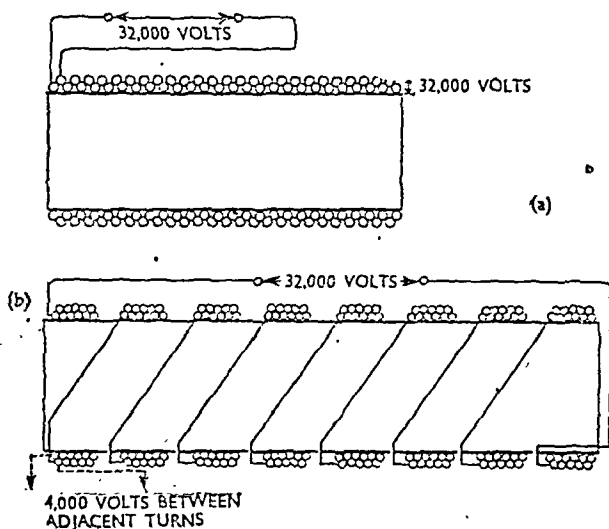 32,000 VOLTS
32,000 VOLTS
(a)
(b)
32,000 VOLTS
4,000 VOLTS BETWEEN
ADJACENT TURNS